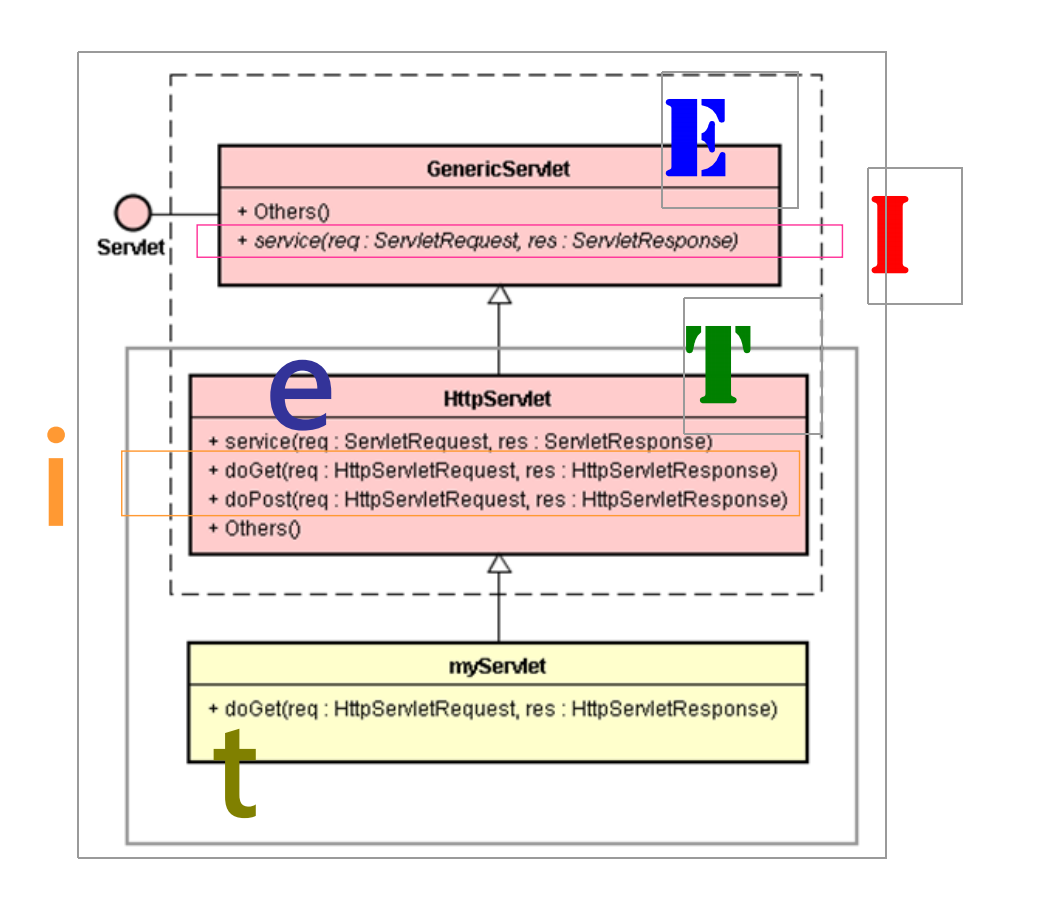 E
GenericServlet
I
+ Others()
Servlet
+ service(req : ServletRequest, res : ServletResponse)
T
e
HttpServlet
i
+ service(req : ServletRequest, res : ServletResponse)
+ doGet(req : HttpServletRequest, res : HttpServletResponse)
+ doPost(req : HttpServletRequest, res : HttpServletResponse)
+ Others()
myServlet
+ doGet(req : HttpServletRequest, res : HttpServletResponse)
t